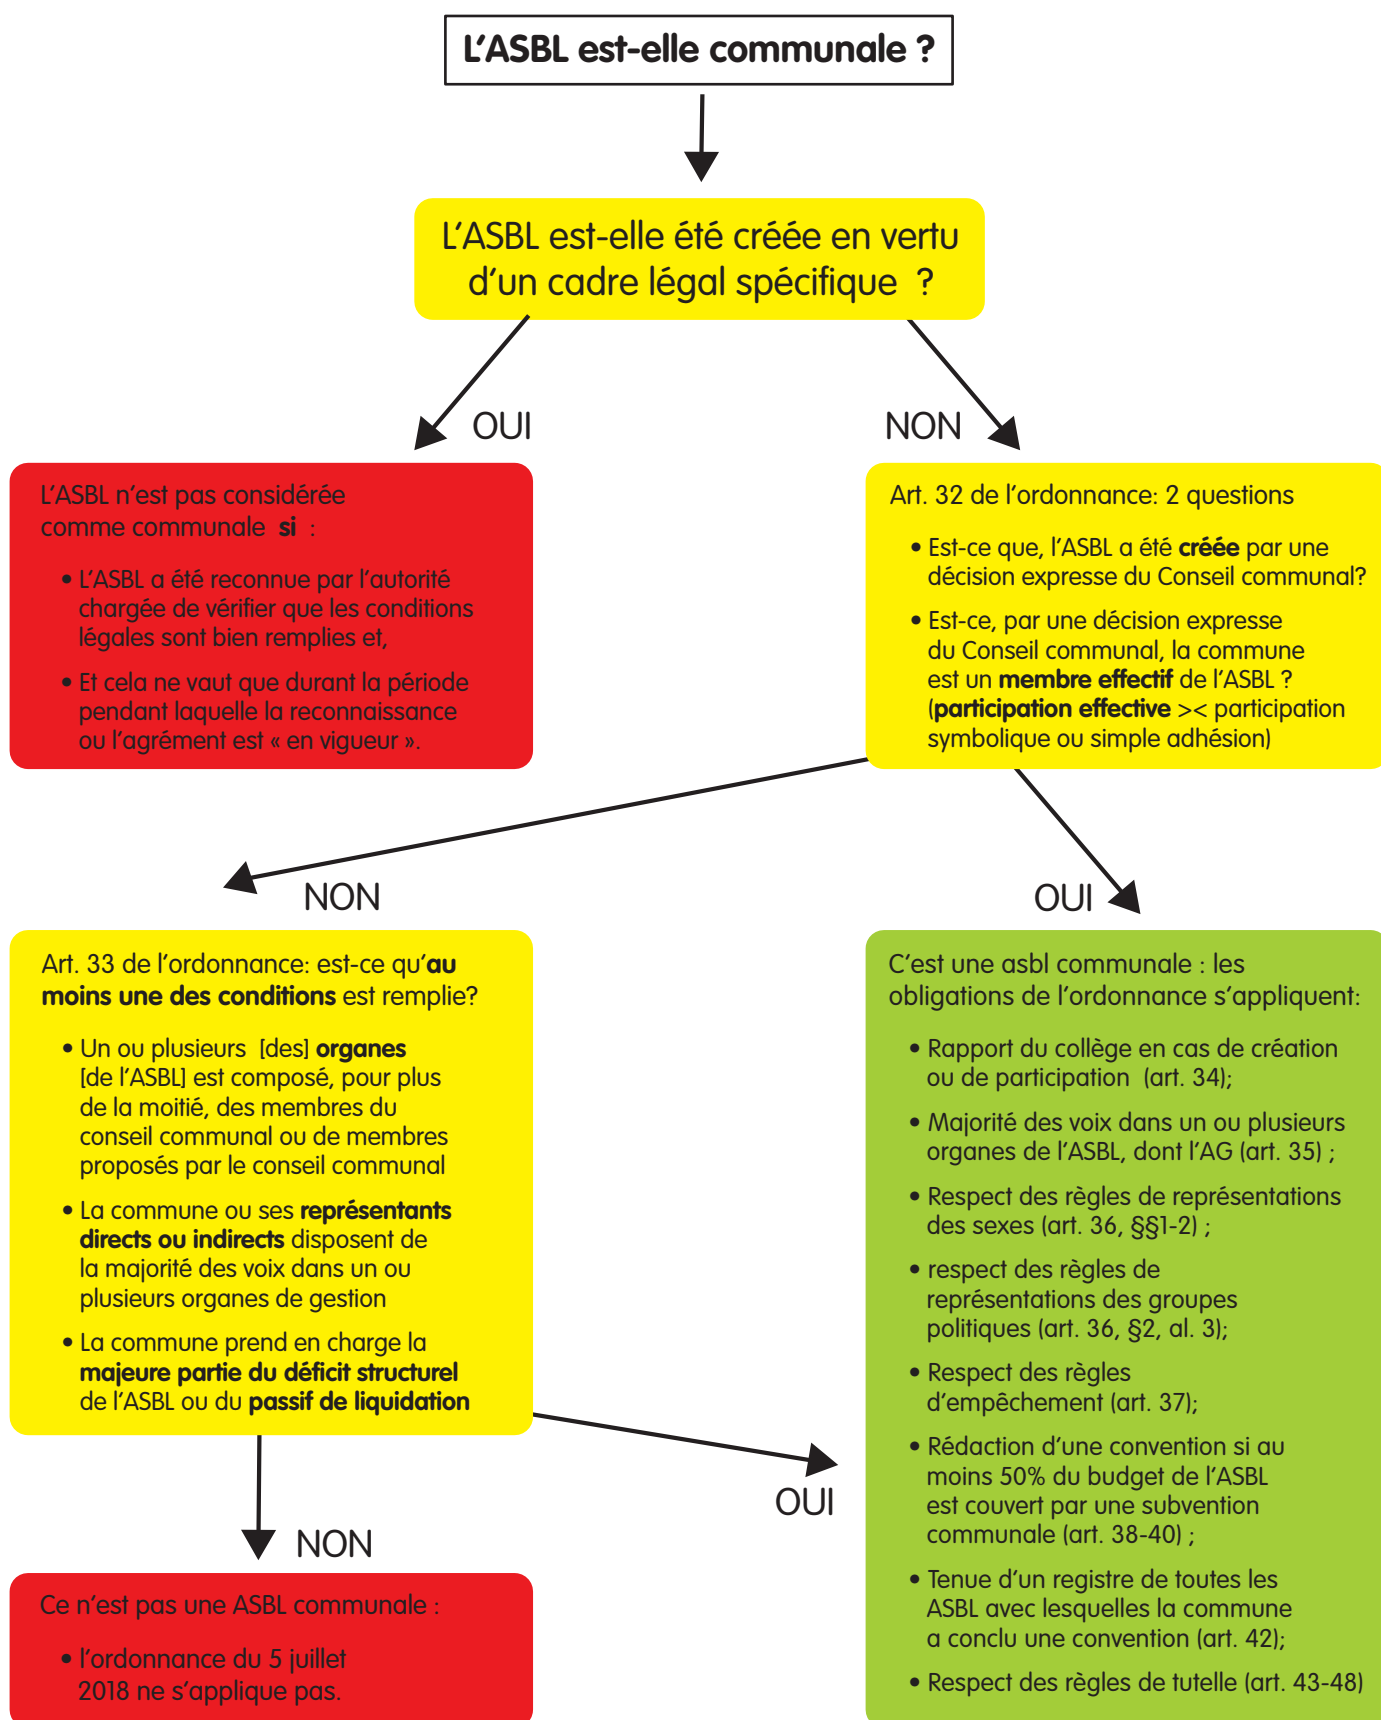 L'ASBL est-elle communale ?
L'ASBL est-elle été créée en vertu
d'un cadre légal spécifique ?
OUI
NON
L'ASBL n'est pas considérée
comme communale si :
• L'ASBL a été reconnue par l'autorité
chargée de vérifier que les conditions
légales sont bien remplies et,
• Et cela ne vaut que durant la période
pendant laquelle la reconnaissance
ou l'agrément est « en vigueur ».
Art. 32 de l'ordonnance: 2 questions
• Est-ce que, l'ASBL a été créée par une
décision expresse du Conseil communal?
• Est-ce, par une décision expresse
du Conseil communal, la commune
est un membre effectif de l'ASBL ?
(participation effective >< participation
symbolique ou simple adhésion)
NON
OUI
Art. 33 de l'ordonnance: est-ce qu'au
moins une des conditions est remplie?
• Un ou plusieurs [des] organes
[de l'ASBL] est composé, pour plus
de la moitié, des membres du
conseil communal ou de membres
proposés par le conseil communal
• La commune ou ses représentants
directs ou indirects disposent de
la majorité des voix dans un ou
plusieurs organes de gestion
• La commune prend en charge la
majeure partie du déficit structurel
de l'ASBL ou du passif de liquidation
C'est une asbl communale : les
obligations de l'ordonnance s'appliquent:
• Rapport du collège en cas de création
ou de participation (art. 34);
• Majorité des voix dans un ou plusieurs
organes de l'ASBL, dont l'AG (art. 35) ;
• Respect des règles de représentations
des sexes (art. 36, §§1-2) ;
• respect des règles de
représentations des groupes
politiques (art. 36, §2, al. 3);
• Respect des règles
d'empêchement (art. 37);
• Rédaction d'une convention si au
moins 50% du budget de l'ASBL
est couvert par une subvention
communale (art. 38-40) ;
• Tenue d'un registre de toutes les
ASBL avec lesquelles la commune
a conclu une convention (art. 42);
• Respect des règles de tutelle (art. 43-48)
OUI
NON
Ce n'est pas une ASBL communale :
• l'ordonnance du 5 juillet
2018 ne s'applique pas.